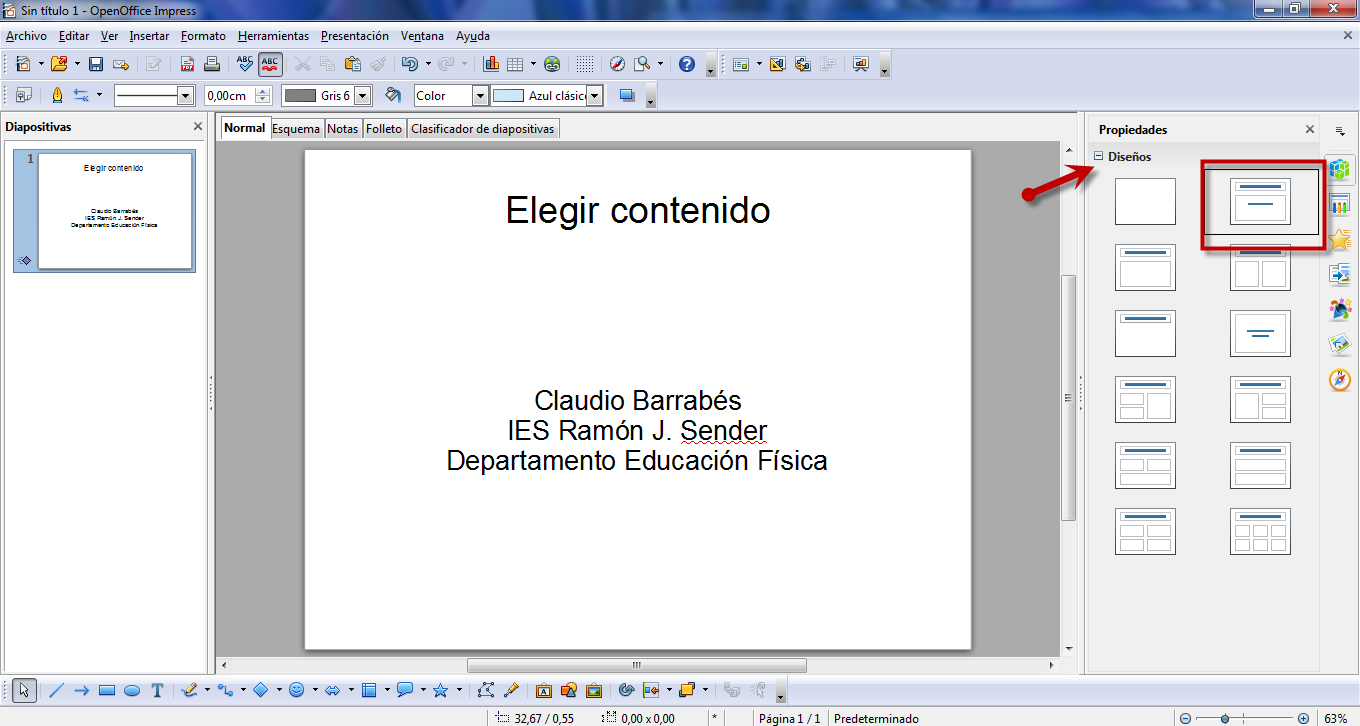 Sin título 1 - OpenOffice Impress
Archivo Editar Ver Insertar Formato Herramientas Presentación Ventana Ayuda
ABC ABC
0,00cm Gris 6 Color Azul clásic
Diapositivas
Normal Esquema Notas Folleto Clasificador de diapositivas
Propiedades
Diseños
1
Elegir contenido
Claudio Barrabés
IES Ramón J. Sender
Departamento Educación Física
Elegir contenido
Claudio Barrabés
IES Ramón J. Sender
Departamento Educación Física
32,67 / 0,55 0,00 x 0,00 * Página 1 / 1 Predeterminado 63%